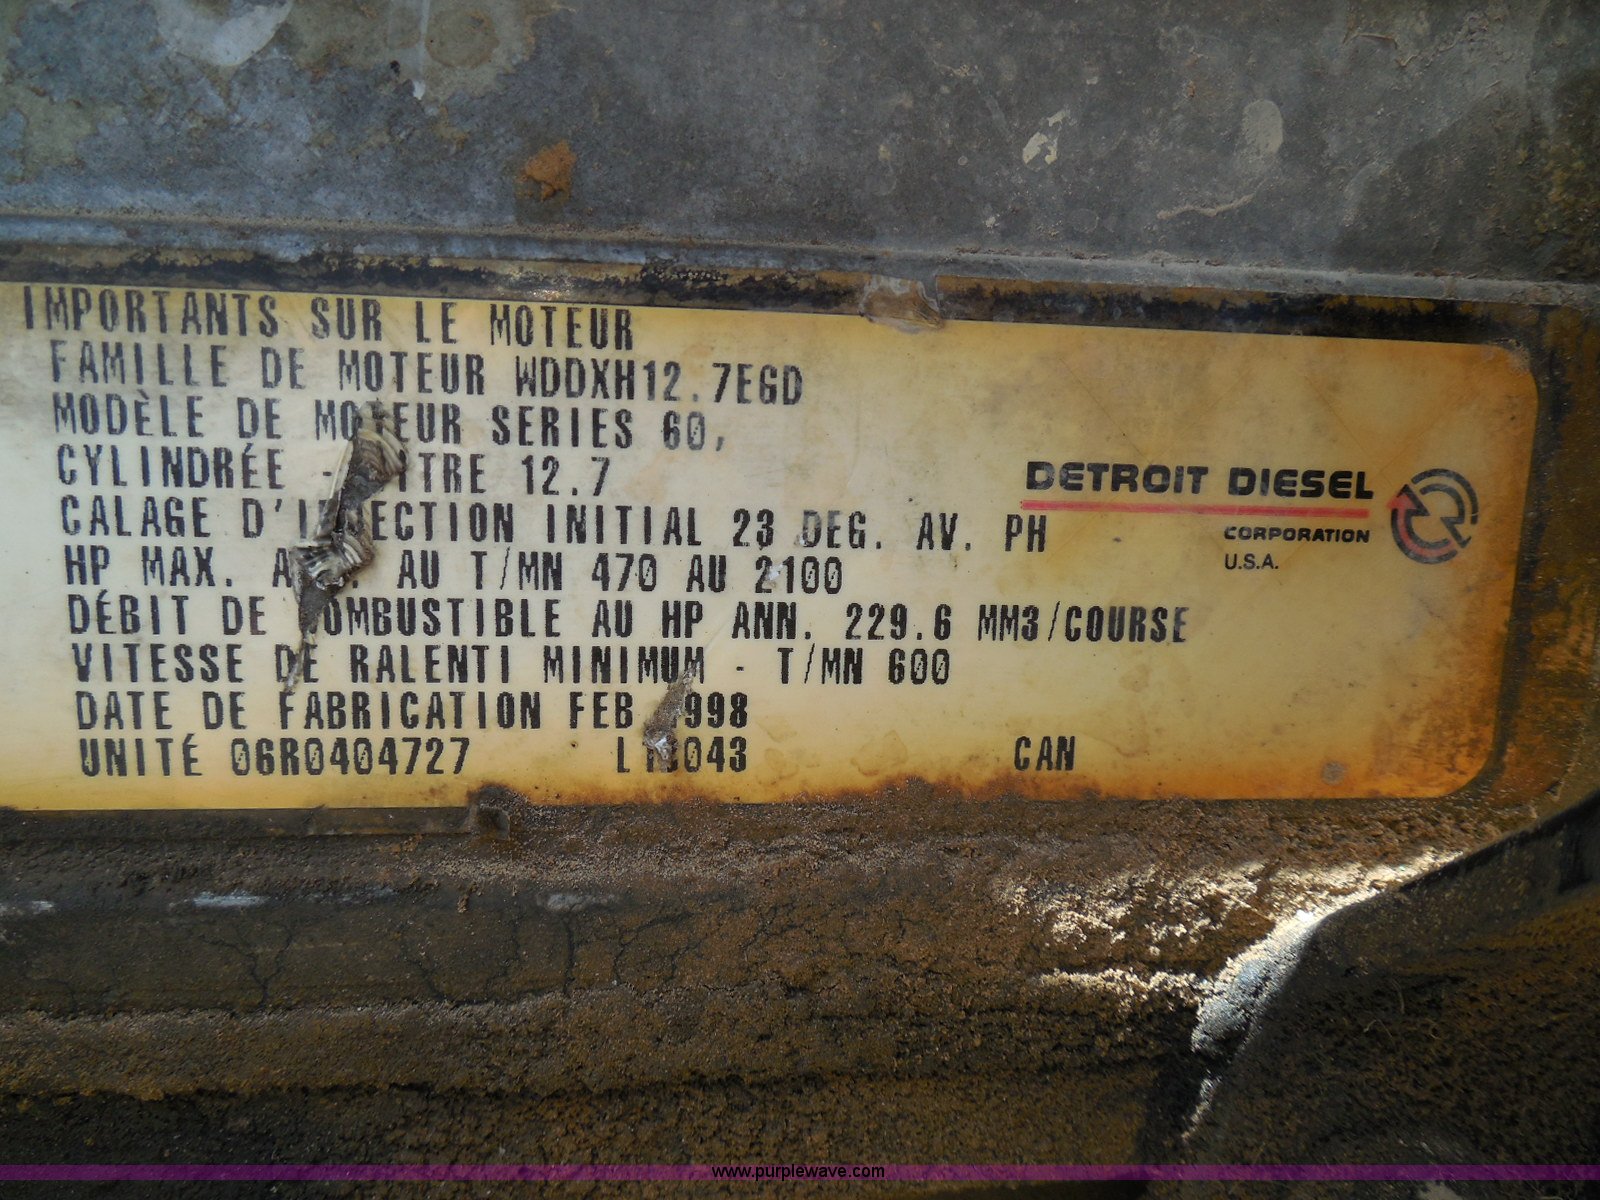 IMPORTANTS SUR LE MOTEUR
FAMILLE DE MOTEUR WDDXH12.7EGD
MODÈLE DE MOTEUR SERIES 60,
CYLINDRÉE - 12.7
CALAGE INITIAL 23 DEG. AV. PH
HP MAX. AU T/MN 470 AU 2100
DÉBIT DE AU HP ANN. 229.6 MM3/COURSE
VITESSE DE RALENTI MINIMUM - T/MN 600
DATE DE FABRICATION FEB
UNITÉ 06R0404727 CAN
DETROIT DIESEL
CORPORATION
U.S.A.
www.purplewave.com